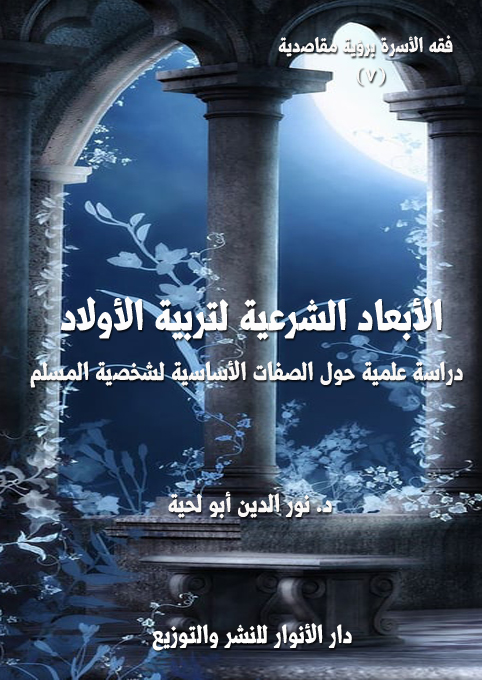 فقه الأسرة برؤية مقاصدية
(٧)
الأبعاد الشرعية لتربية الأولاد
دراسة علمية حول الصفات الأساسية لشخصية المسلم
د. نور الدين أبو لحية
دار الأنوار للنشر والتوزيع